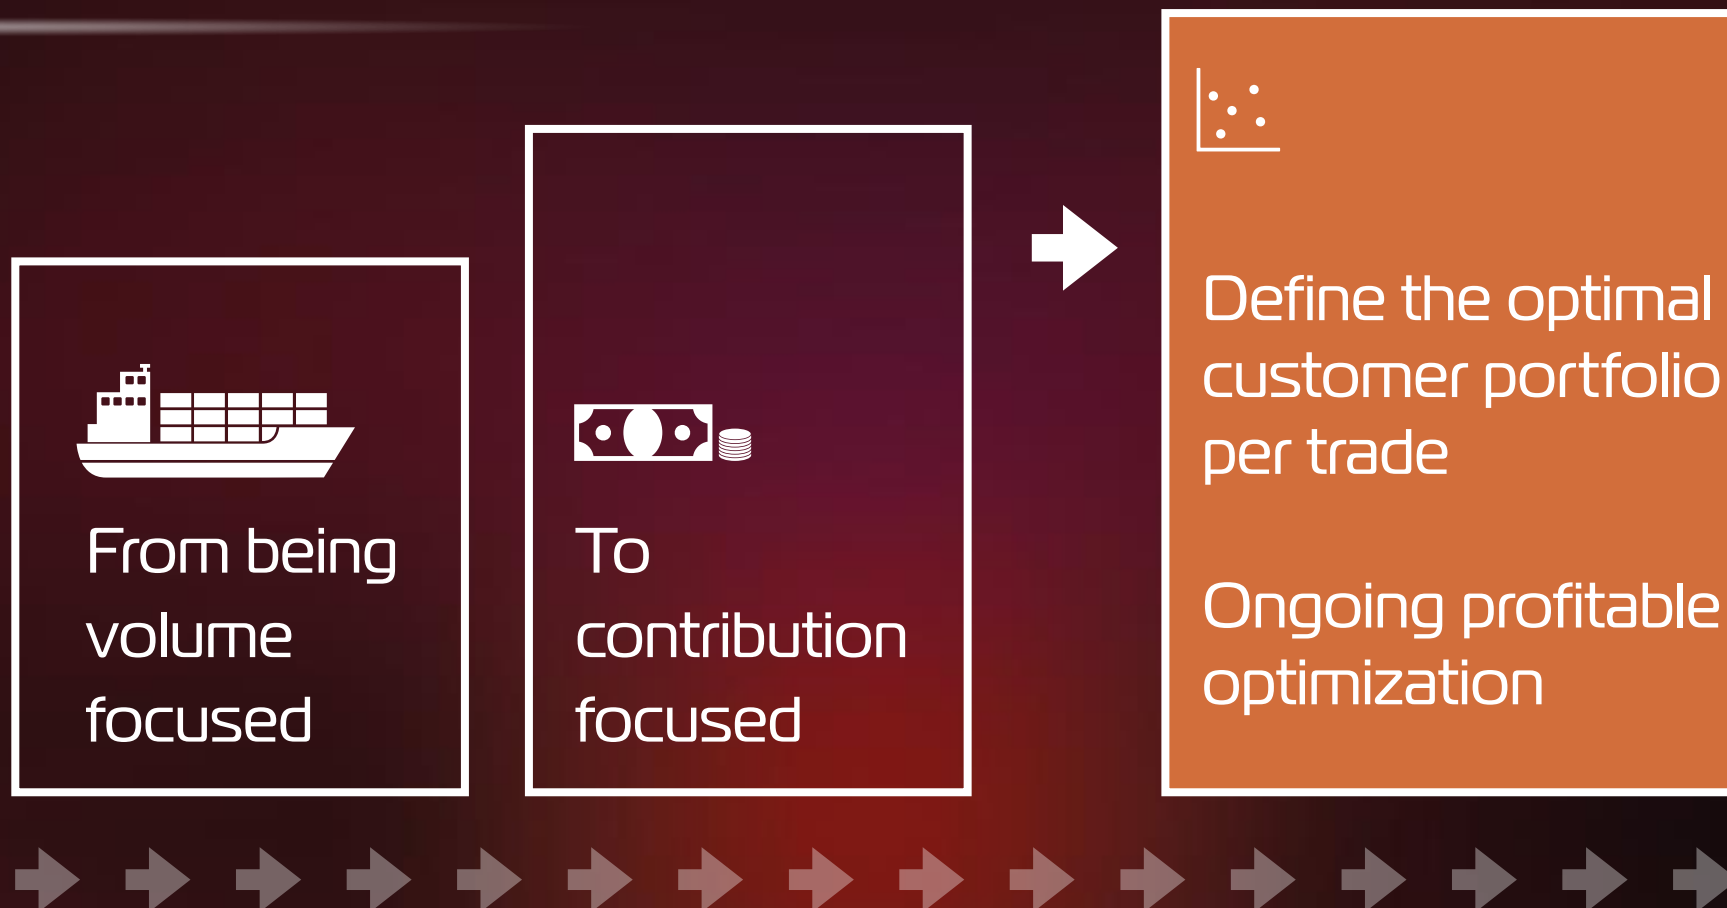 From being
volume
focused
To
contribution
focused
Define the optimal
customer portfolio
per trade
Ongoing profitable
optimization